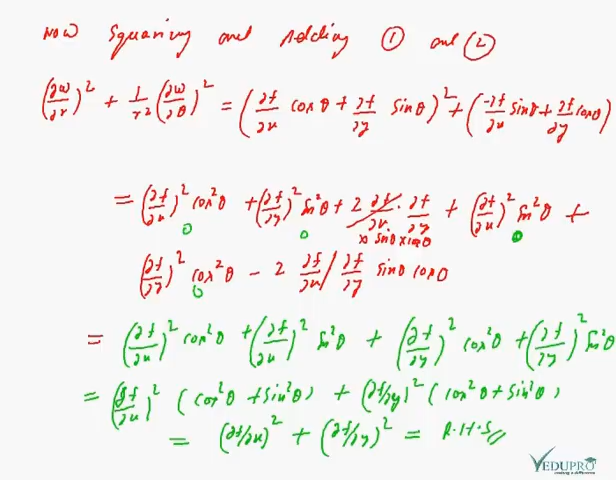 Now Squaring and Adding ① and ②
(∂w/∂r)² + 1/r² (∂w/∂θ)² = (∂f/∂x cosθ + ∂f/∂y sinθ)² + (-∂f/∂x sinθ + ∂f/∂y cosθ)
= (∂f/∂x)² cos²θ + (∂f/∂y)² sin²θ + 2 ∂f/∂x · ∂f/∂y × sinθ × cosθ + (∂f/∂x)² sin²θ +
(∂f/∂y)² cos²θ - 2 ∂f/∂x / ∂f/∂y sinθ cosθ
= (∂f/∂x)² cos²θ + (∂f/∂x)² sin²θ + (∂f/∂y)² cos²θ + (∂f/∂y)² sin²θ
= (∂f/∂x)² (cos²θ + sin²θ) + (∂f/∂y)² (cos²θ + sin²θ)
= (∂f/∂x)² + (∂f/∂y)² = R.H.S//
VEDUPRO
making a difference